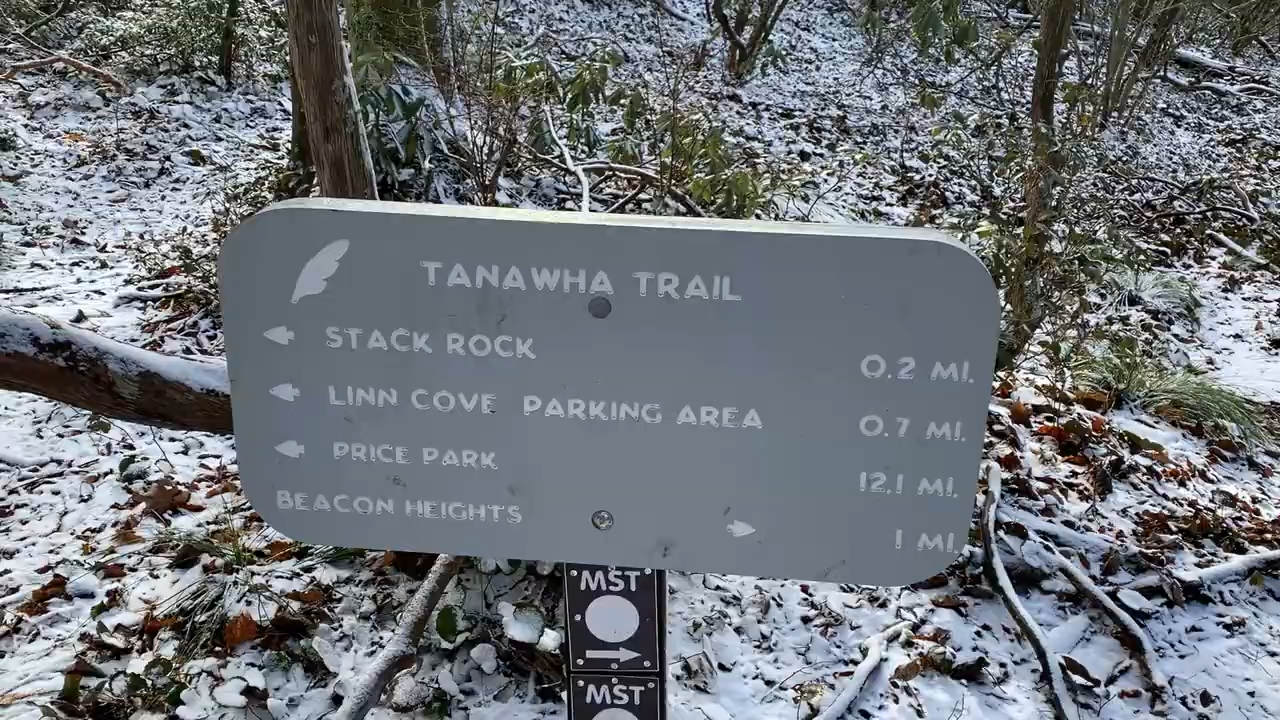 TANAWHA TRAIL
STACK ROCK 0.2 MI.
LINN COVE PARKING AREA 0.7 MI.
PRICE PARK 12.1 MI.
BEACON HEIGHTS 1 MI.
MST
MST